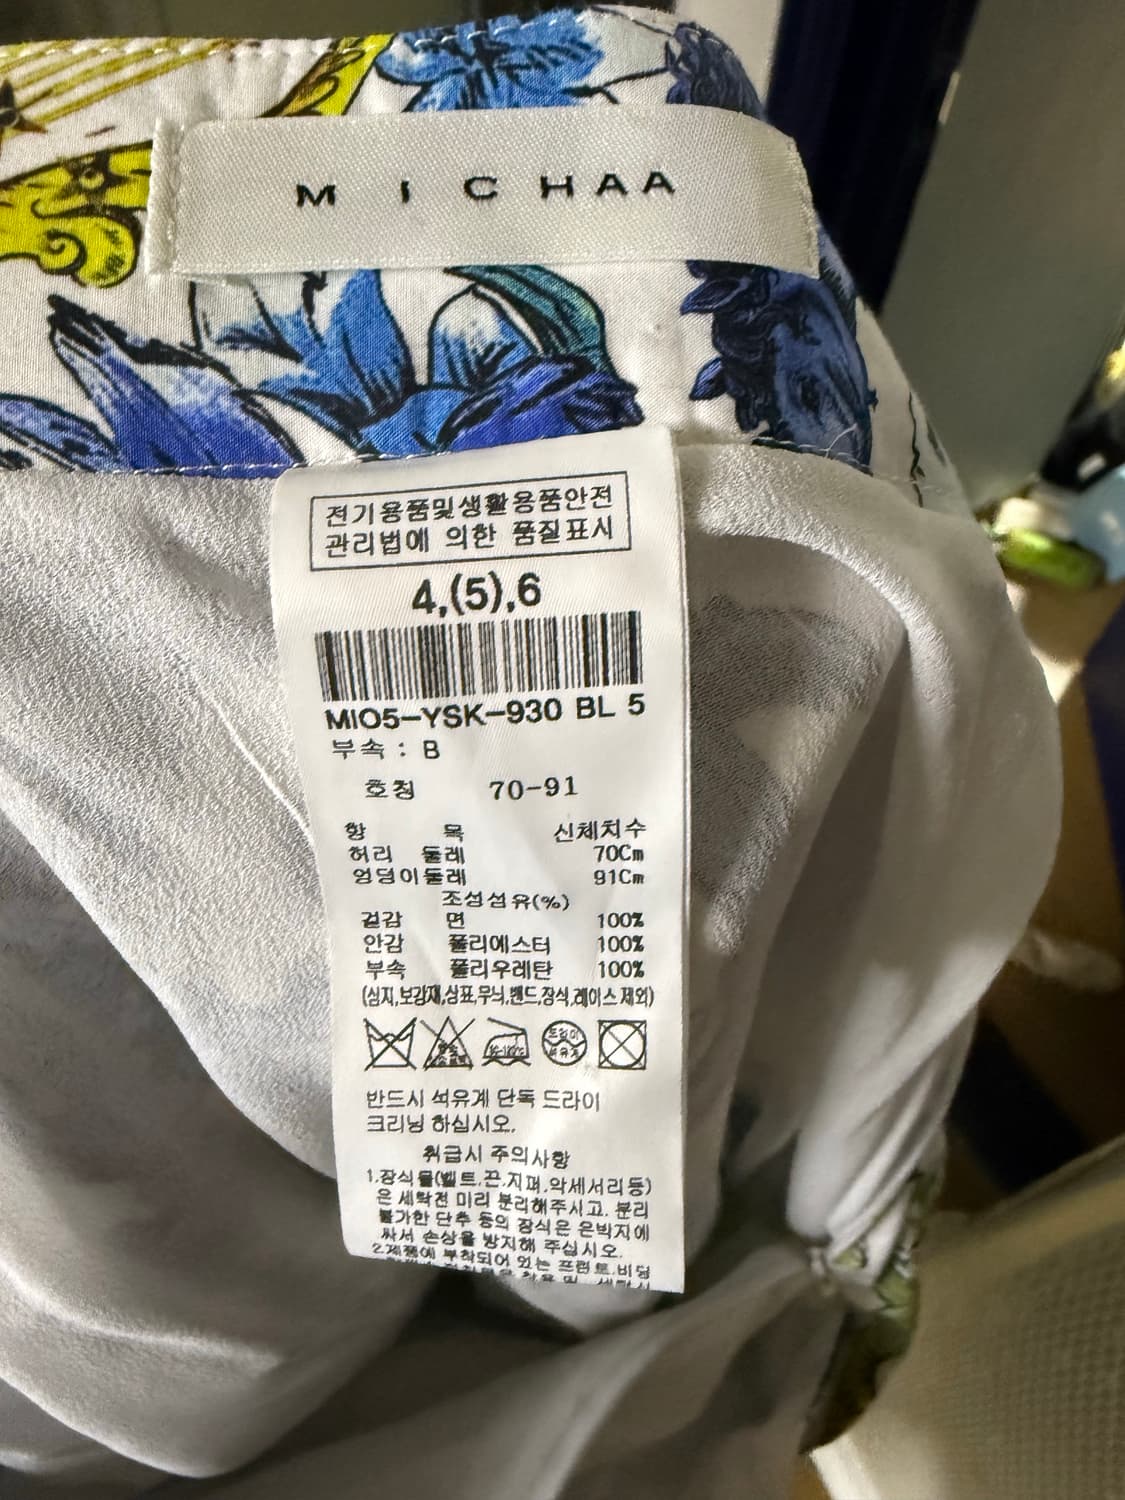 MICHAA
전기용품및생활용품안전
관리법에 의한 품질표시
4,(5),6
MIO5-YSK-930 BL 5
부속 : B
호칭 70-91
항 목 신체치수
허리 둘레 70Cm
엉덩이둘레 91Cm
조성섬유(%)
겉감 면 100%
안감 폴리에스터 100%
부속 폴리우레탄 100%
(심지,보강재,상표,무늬,밴드,장식,레이스제외)
드라이
석유계
반드시 석유계 단독 드라이
크리닝 하십시오.
취급시 주의사항
1.장식물(벨트,끈,지퍼,악세서리등)
은 세탁전 미리 분리해주시고, 분리
불가한 단추 등의 장식은 은박지에
싸서 손상을 방지해 주십시오.
2.제품에 부착되어 있는 프린트,비딩